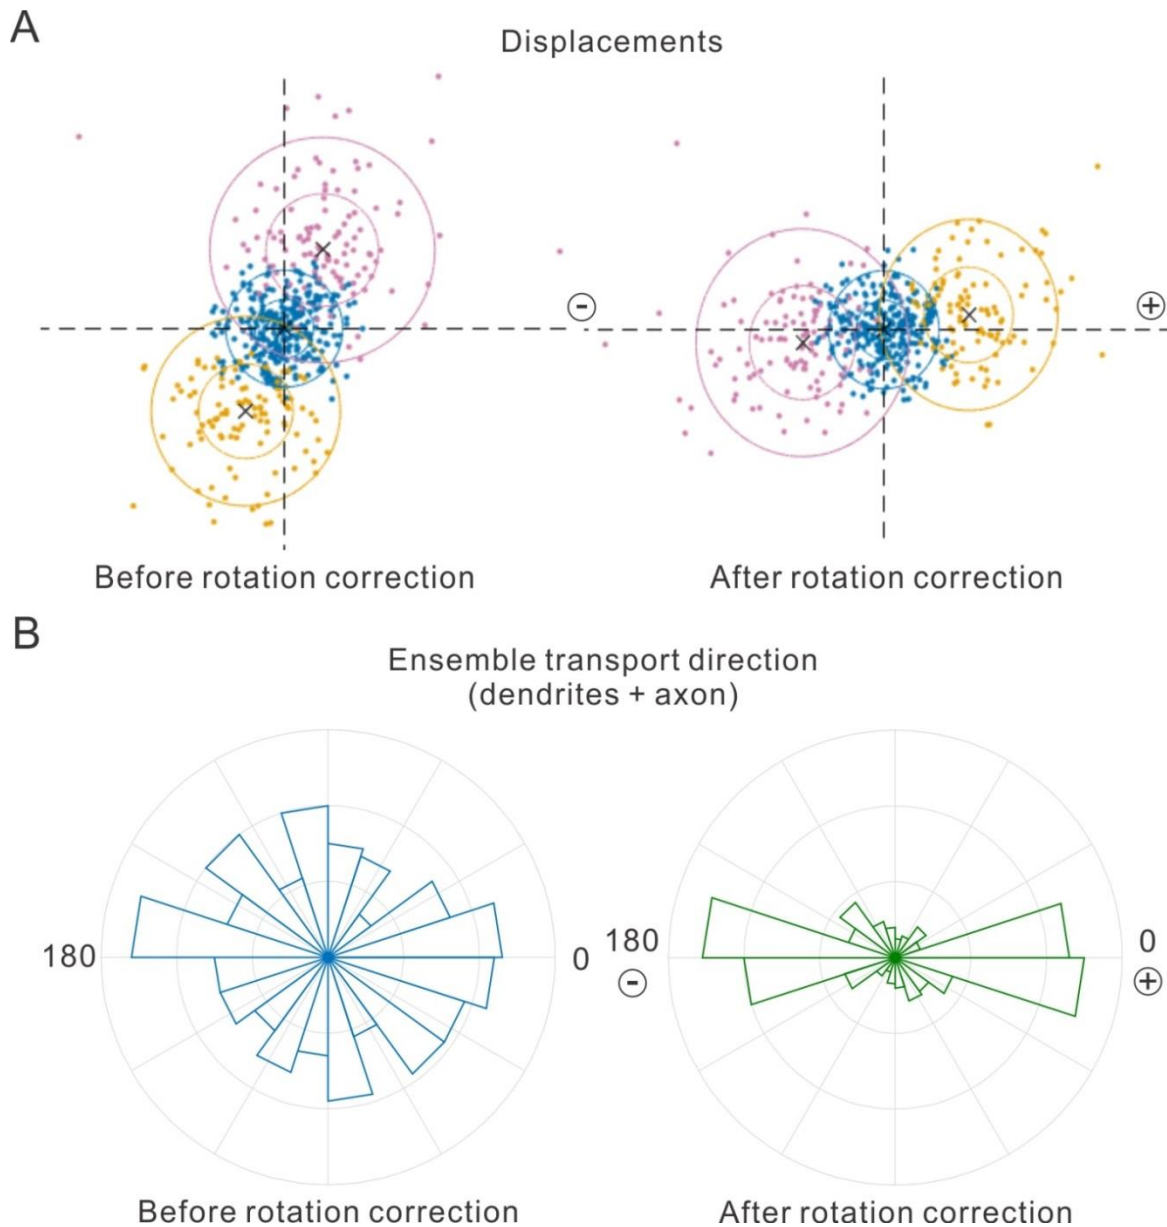 A
Displacements
⊖
⊕
Before rotation correction
After rotation correction
B
Ensemble transport direction
(dendrites + axon)
180
0
180
⊖
0
⊕
Before rotation correction
After rotation correction